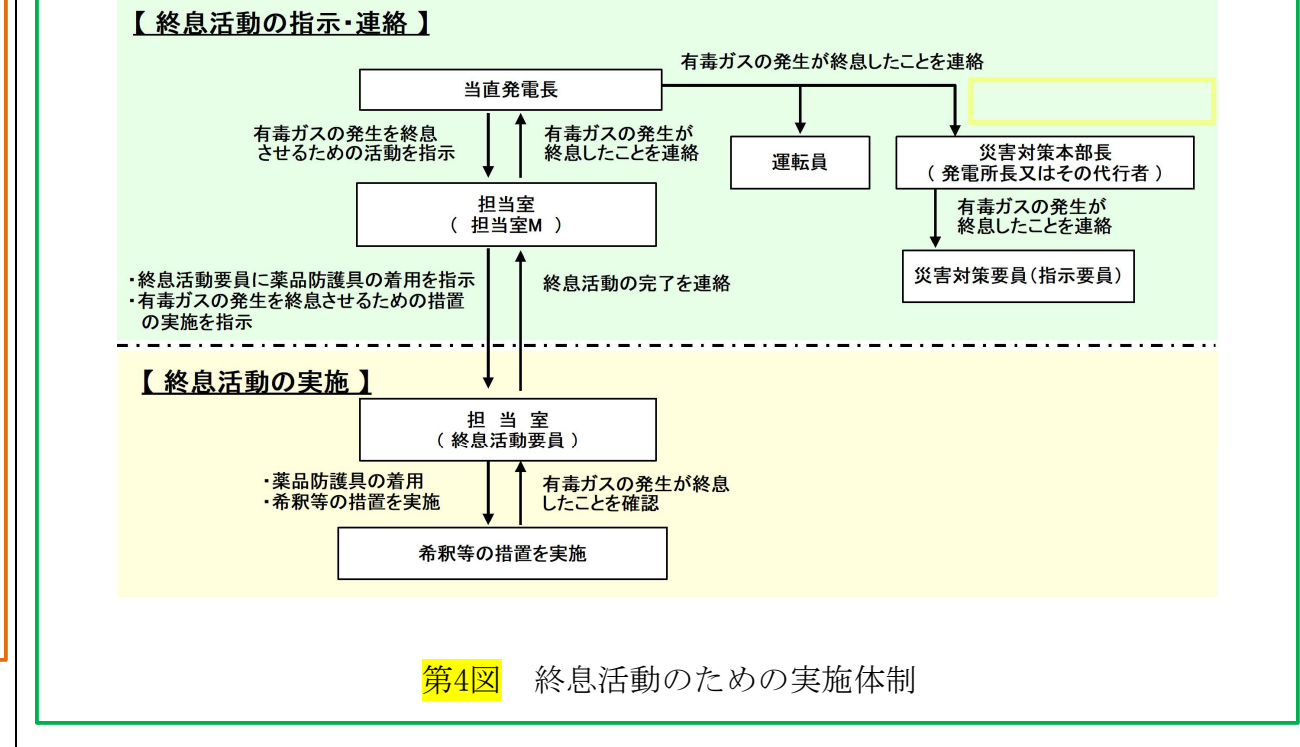 【 終息活動の指示・連絡 】
有毒ガスの発生が終息したことを連絡
当直発電長
有毒ガスの発生を終息
させるための活動を指示
有毒ガスの発生が
終息したことを連絡
運転員
災害対策本部長
( 発電所長又はその代行者 )
担当室
( 担当室M )
有毒ガスの発生が
終息したことを連絡
災害対策要員(指示要員)
・終息活動要員に薬品防護具の着用を指示
・有毒ガスの発生を終息させるための措置
の実施を指示
終息活動の完了を連絡
【 終息活動の実施 】
担 当 室
( 終息活動要員 )
・薬品防護具の着用
・希釈等の措置を実施
有毒ガスの発生が終息
したことを確認
希釈等の措置を実施
第4図 終息活動のための実施体制